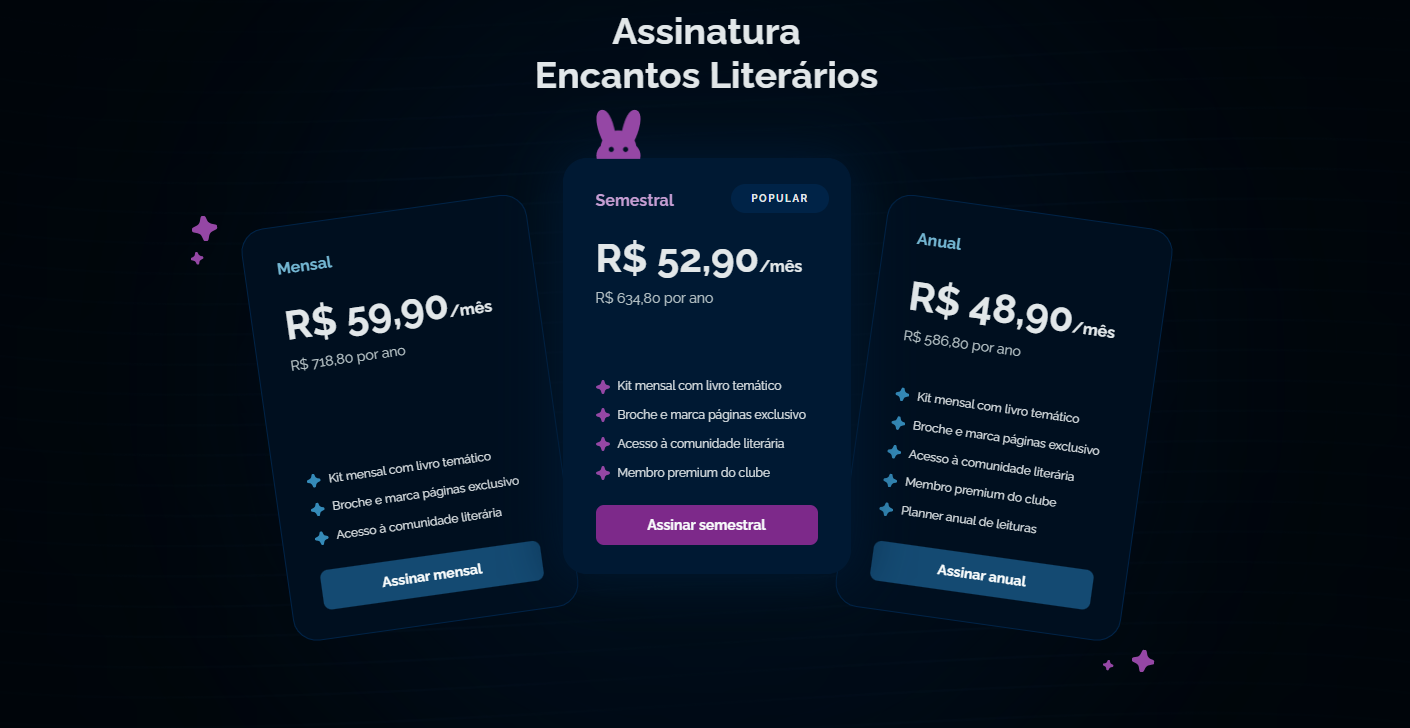 Assinatura
Encantos Literários
Mensal
R$ 59,90/mês
R$ 718,80 por ano
Kit mensal com livro temático
Broche e marca páginas exclusivo
Acesso à comunidade literária
Assinar mensal
Semestral
POPULAR
R$ 52,90/mês
R$ 634,80 por ano
Kit mensal com livro temático
Broche e marca páginas exclusivo
Acesso à comunidade literária
Membro premium do clube
Assinar semestral
Anual
R$ 48,90/mês
R$ 586,80 por ano
Kit mensal com livro temático
Broche e marca páginas exclusivo
Acesso à comunidade literária
Membro premium do clube
Planner anual de leituras
Assinar anual